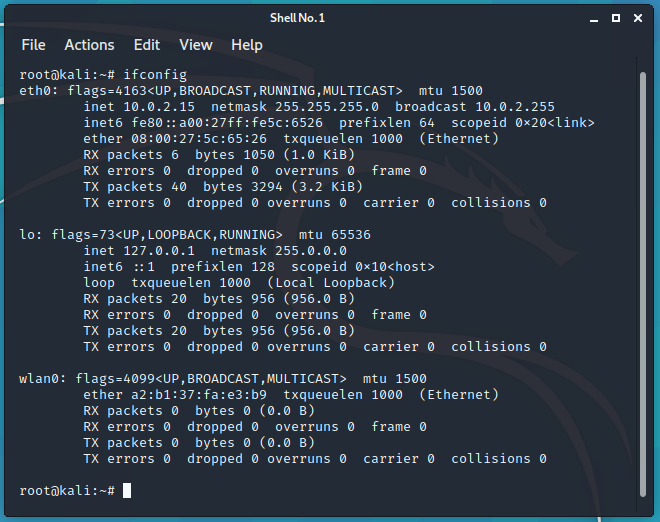 Shell No. 1
File Actions Edit View Help
root@kali:~# ifconfig
eth0: flags=4163<UP,BROADCAST,RUNNING,MULTICAST>  mtu 1500
        inet 10.0.2.15  netmask 255.255.255.0  broadcast 10.0.2.255
        inet6 fe80::a00:27ff:fe5c:6526  prefixlen 64  scopeid 0×20<link>
        ether 08:00:27:5c:65:26  txqueuelen 1000  (Ethernet)
        RX packets 6  bytes 1050 (1.0 KiB)
        RX errors 0  dropped 0  overruns 0  frame 0
        TX packets 40  bytes 3294 (3.2 KiB)
        TX errors 0  dropped 0 overruns 0  carrier 0  collisions 0
lo: flags=73<UP,LOOPBACK,RUNNING>  mtu 65536
        inet 127.0.0.1  netmask 255.0.0.0
        inet6 ::1  prefixlen 128  scopeid 0×10<host>
        loop  txqueuelen 1000  (Local Loopback)
        RX packets 20  bytes 956 (956.0 B)
        RX errors 0  dropped 0  overruns 0  frame 0
        TX packets 20  bytes 956 (956.0 B)
        TX errors 0  dropped 0 overruns 0  carrier 0  collisions 0
wlan0: flags=4099<UP,BROADCAST,MULTICAST>  mtu 1500
        ether a2:b1:37:fa:e3:b9  txqueuelen 1000  (Ethernet)
        RX packets 0  bytes 0 (0.0 B)
        RX errors 0  dropped 0  overruns 0  frame 0
        TX packets 0  bytes 0 (0.0 B)
        TX errors 0  dropped 0 overruns 0  carrier 0  collisions 0
root@kali:~#